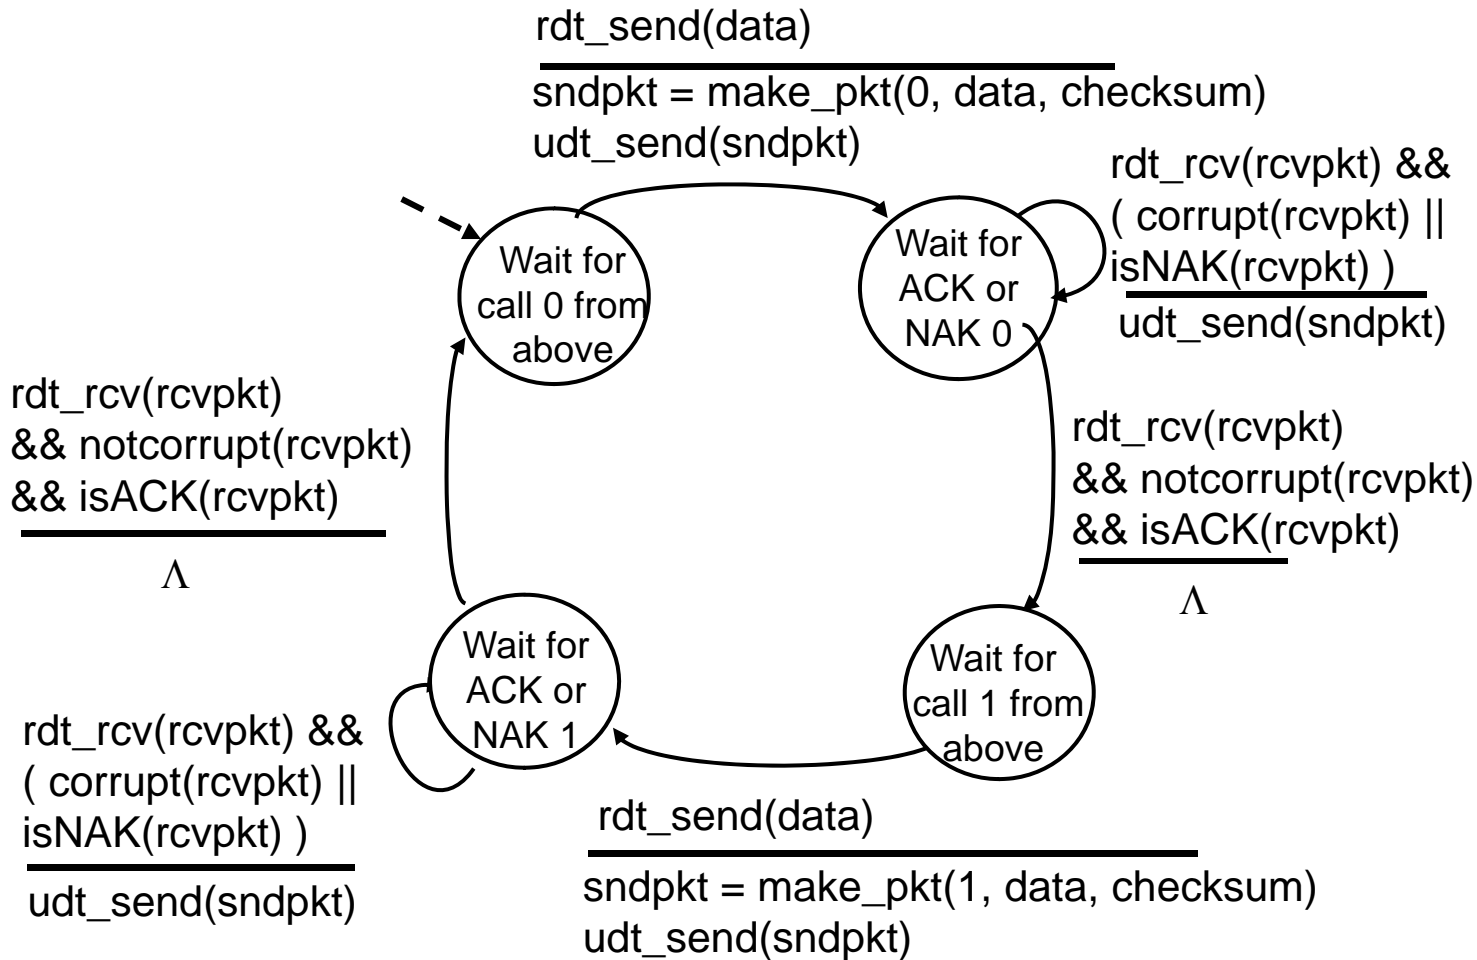 rdt_send(data)
sndpkt = make_pkt(0, data, checksum)
udt_send(sndpkt)
rdt_rcv(rcvpkt) &&
( corrupt(rcvpkt) ||
isNAK(rcvpkt) )
udt_send(sndpkt)
Wait for
call 0 from
above
Wait for
ACK or
NAK 0
rdt_rcv(rcvpkt)
&& notcorrupt(rcvpkt)
&& isACK(rcvpkt)
Λ
rdt_rcv(rcvpkt)
&& notcorrupt(rcvpkt)
&& isACK(rcvpkt)
Λ
Wait for
ACK or
NAK 1
Wait for
call 1 from
above
rdt_rcv(rcvpkt) &&
( corrupt(rcvpkt) ||
isNAK(rcvpkt) )
udt_send(sndpkt)
rdt_send(data)
sndpkt = make_pkt(1, data, checksum)
udt_send(sndpkt)